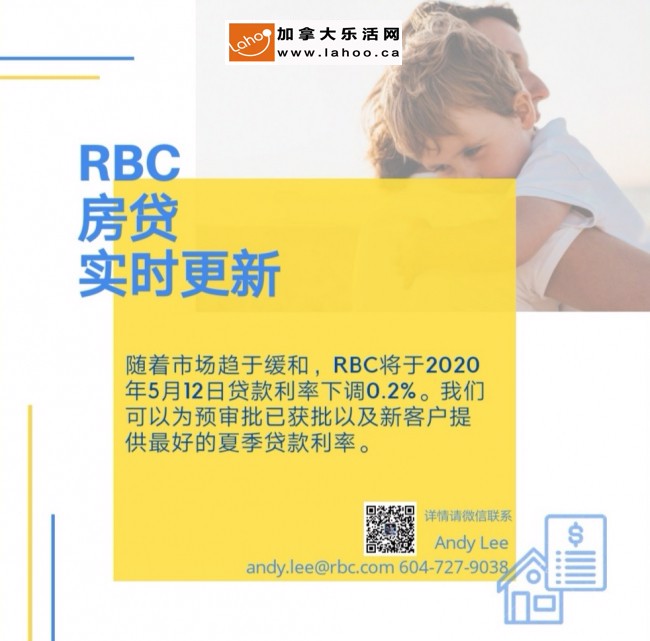 Lahoo
加拿大乐活网
www.lahoo.ca
RBC
房贷
实时更新
随着市场趋于缓和，RBC将于2020
年5月12日贷款利率下调0.2%。我们
可以为预审批已获批以及新客户提
供最好的夏季贷款利率。
详情请微信联系
Andy Lee
andy.lee@rbc.com 604-727-9038
$